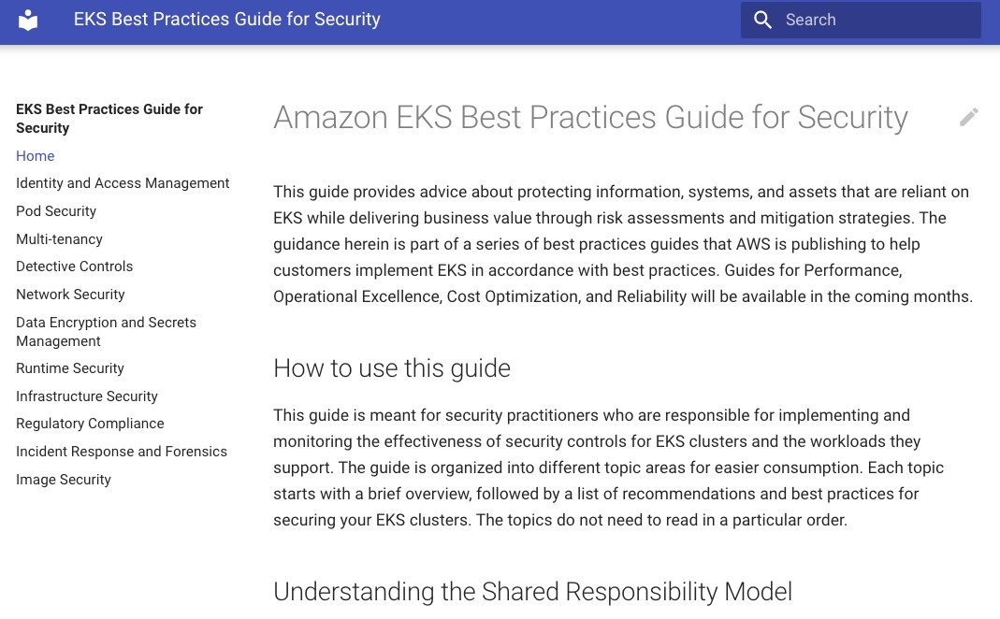 EKS Best Practices Guide for Security
Search
EKS Best Practices Guide for
Security
Home
Identity and Access Management
Pod Security
Multi-tenancy
Detective Controls
Network Security
Data Encryption and Secrets
Management
Runtime Security
Infrastructure Security
Regulatory Compliance
Incident Response and Forensics
Image Security
Amazon EKS Best Practices Guide for Security
This guide provides advice about protecting information, systems, and assets that are reliant on
EKS while delivering business value through risk assessments and mitigation strategies. The
guidance herein is part of a series of best practices guides that AWS is publishing to help
customers implement EKS in accordance with best practices. Guides for Performance,
Operational Excellence, Cost Optimization, and Reliability will be available in the coming months.
How to use this guide
This guide is meant for security practitioners who are responsible for implementing and
monitoring the effectiveness of security controls for EKS clusters and the workloads they
support. The guide is organized into different topic areas for easier consumption. Each topic
starts with a brief overview, followed by a list of recommendations and best practices for
securing your EKS clusters. The topics do not need to read in a particular order.
Understanding the Shared Responsibility Model